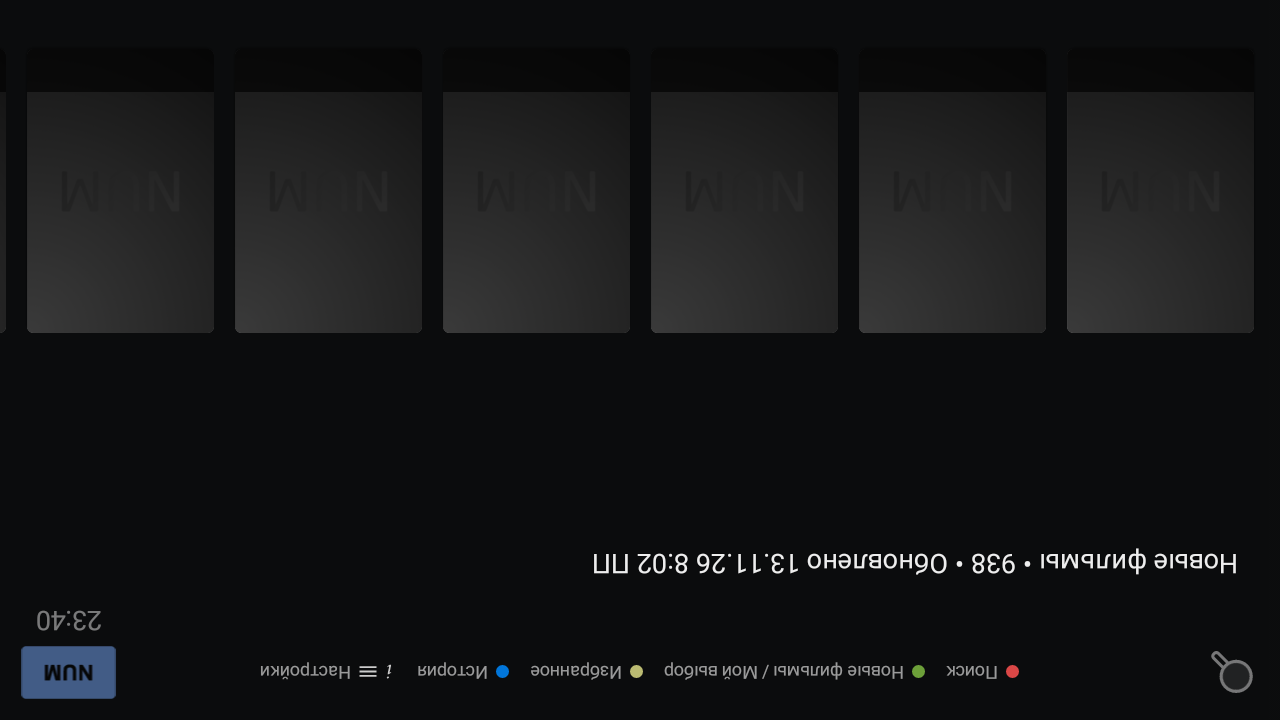 Поиск Новые фильмы / Мой выбор Избранное История i Настройки NUM
23:40
Новые фильмы • 938 • Обновлено 13.11.26 8:02 ПП
NUM NUM NUM NUM NUM NUM